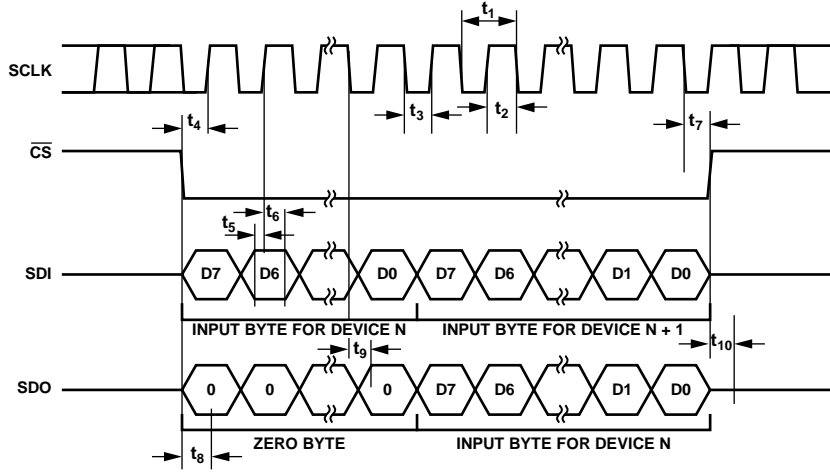 t1
SCLK
t4
t3
t2
t7
CS
t6
t5
SDI
D7 D6 D0 D7 D6 D1 D0
INPUT BYTE FOR DEVICE N INPUT BYTE FOR DEVICE N + 1
t9
t10
SDO
0 0 0 D7 D6 D1 D0
ZERO BYTE INPUT BYTE FOR DEVICE N
t8